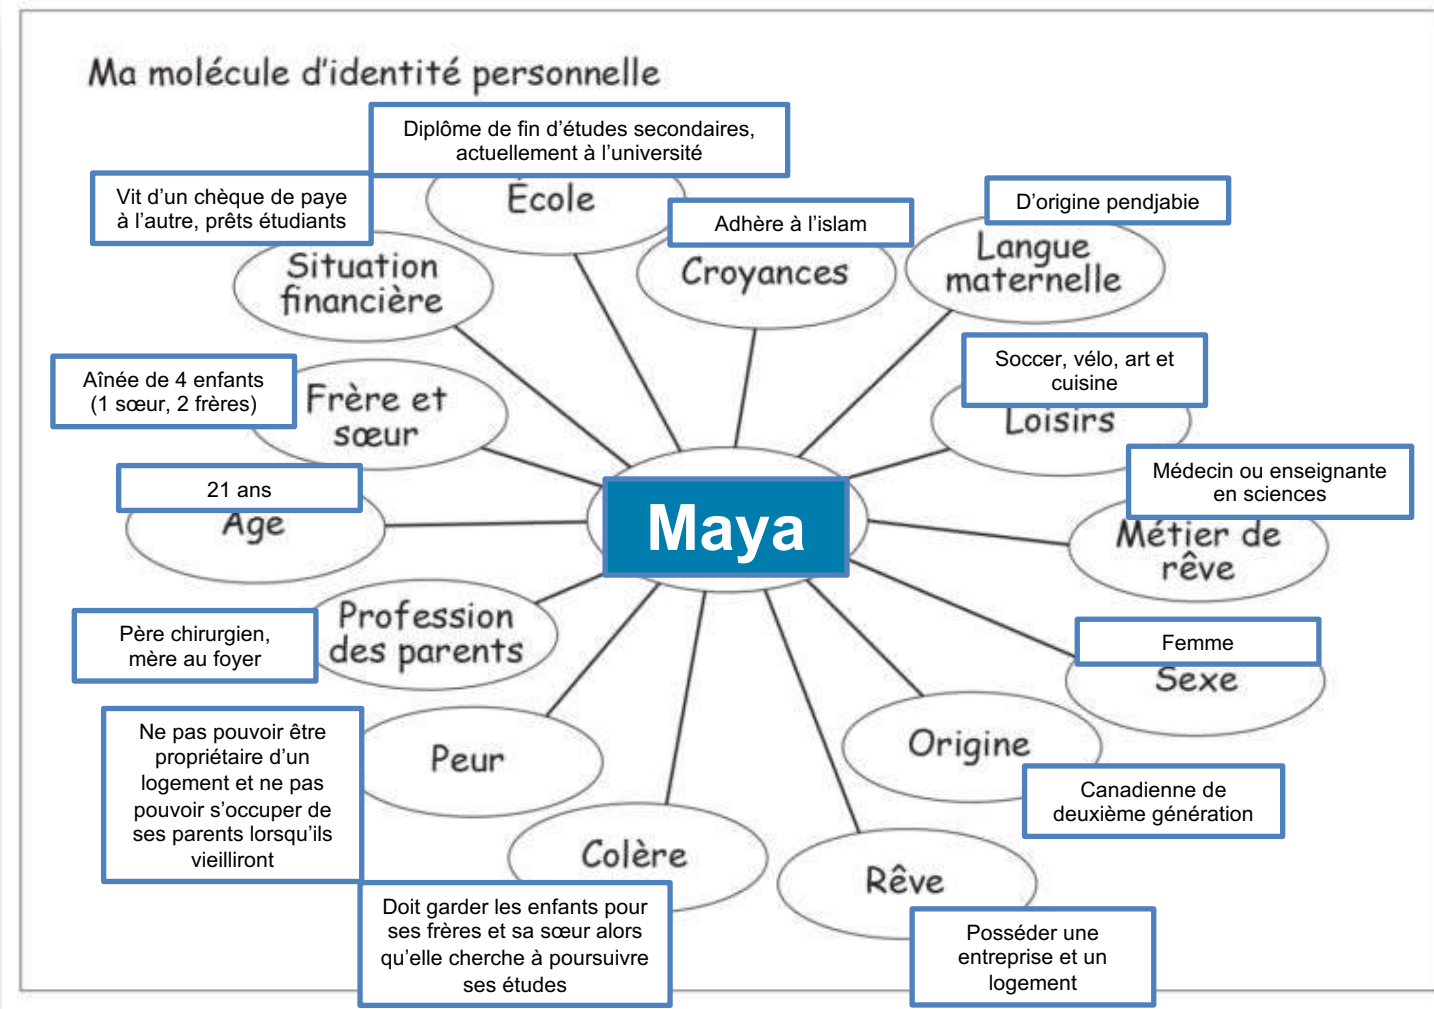 Ma molécule d'identité personnelle
Diplôme de fin d'études secondaires,
actuellement à l'université
École
Vit d'un chèque de paye
à l'autre, prêts étudiants
Situation
financière
Adhère à l'islam
Croyances
D'origine pendjabie
Langue
maternelle
Aînée de 4 enfants
(1 sœur, 2 frères)
Frère et
sœur
Soccer, vélo, art et
cuisine
Loisirs
21 ans
Âge
Maya
Médecin ou enseignante
en sciences
Métier de
rêve
Père chirurgien,
mère au foyer
Profession
des parents
Femme
Sexe
Ne pas pouvoir être
propriétaire d'un
logement et ne pas
pouvoir s'occuper de
ses parents lorsqu'ils
vieilliront
Peur
Origine
Canadienne de
deuxième génération
Colère
Doit garder les enfants pour
ses frères et sa sœur alors
qu'elle cherche à poursuivre
ses études
Rêve
Posséder une
entreprise et un
logement